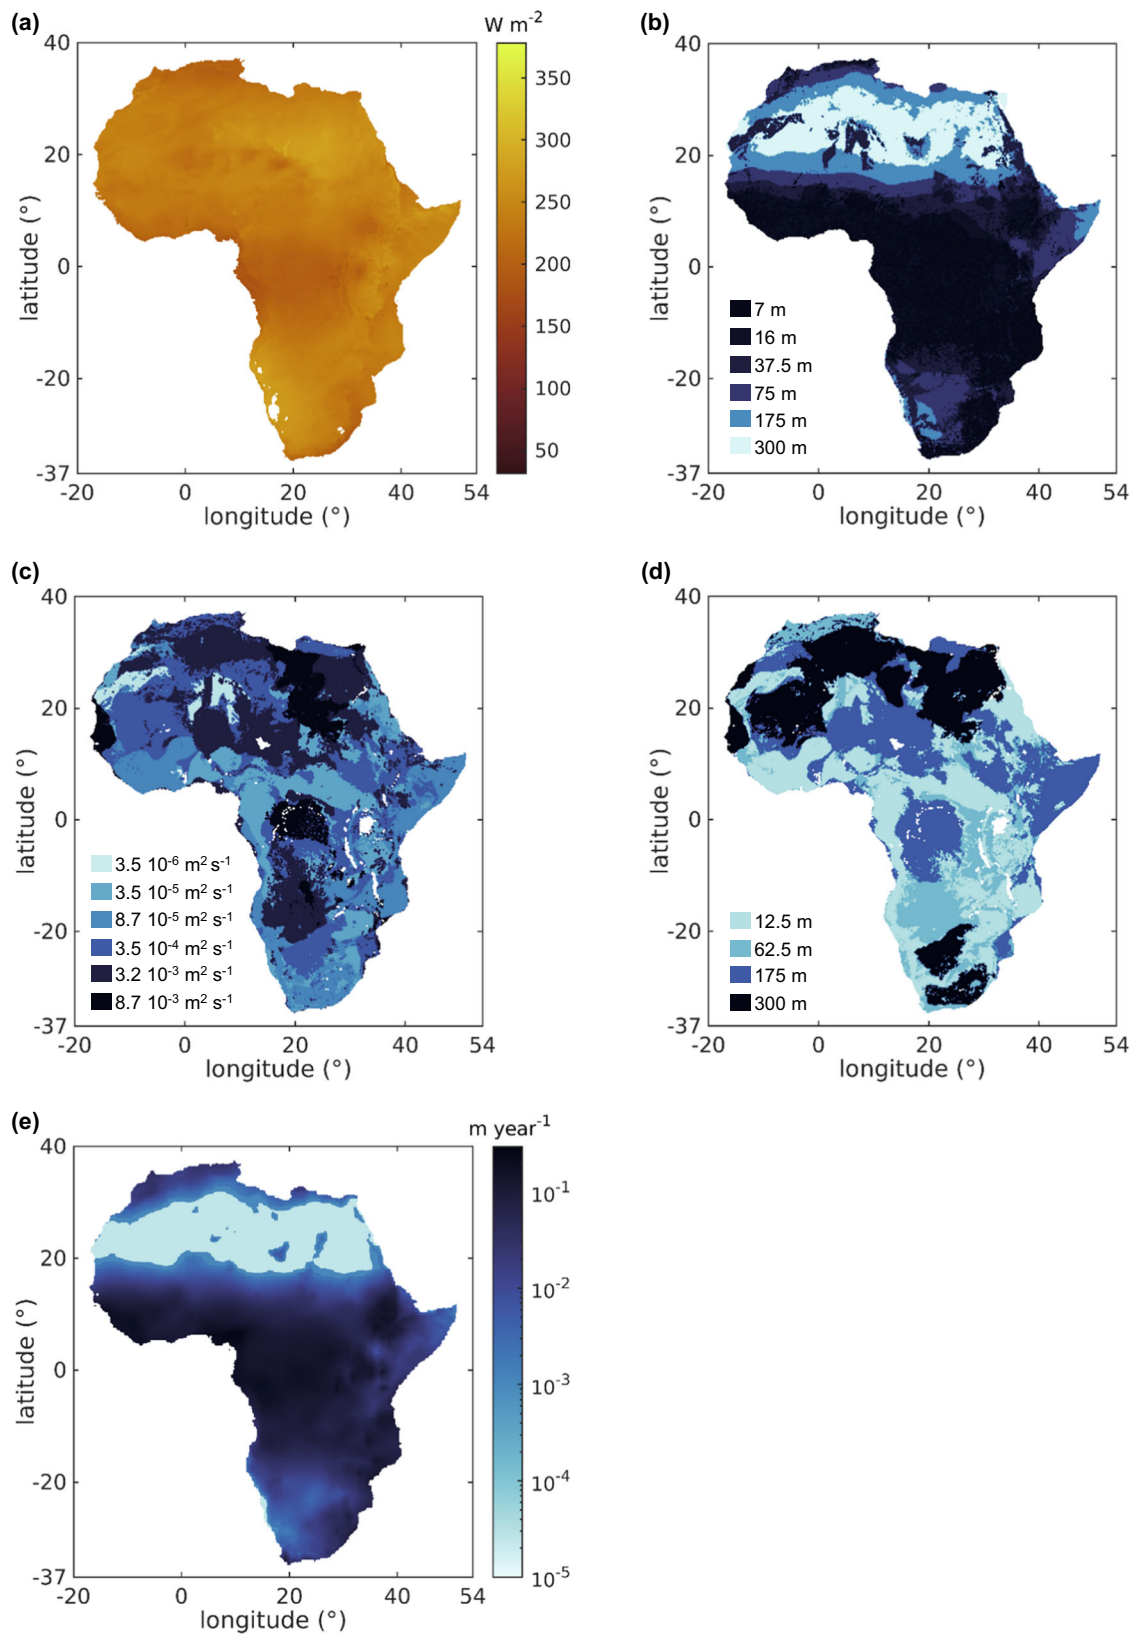 (a)
W m-2
40
20
0
-20
-37
-20 0 20 40 54
latitude (°)
longitude (°)
350
300
250
200
150
100
50
(b)
40
20
0
-20
-37
-20 0 20 40 54
latitude (°)
longitude (°)
7 m
16 m
37.5 m
75 m
175 m
300 m
(c)
40
20
0
-20
-37
-20 0 20 40 54
latitude (°)
longitude (°)
3.5 10-6 m2 s-1
3.5 10-5 m2 s-1
8.7 10-5 m2 s-1
3.5 10-4 m2 s-1
3.2 10-3 m2 s-1
8.7 10-3 m2 s-1
(d)
40
20
0
-20
-37
-20 0 20 40 54
latitude (°)
longitude (°)
12.5 m
62.5 m
175 m
300 m
(e)
m year-1
40
20
0
-20
-37
-20 0 20 40 54
latitude (°)
longitude (°)
10-1
10-2
10-3
10-4
10-5